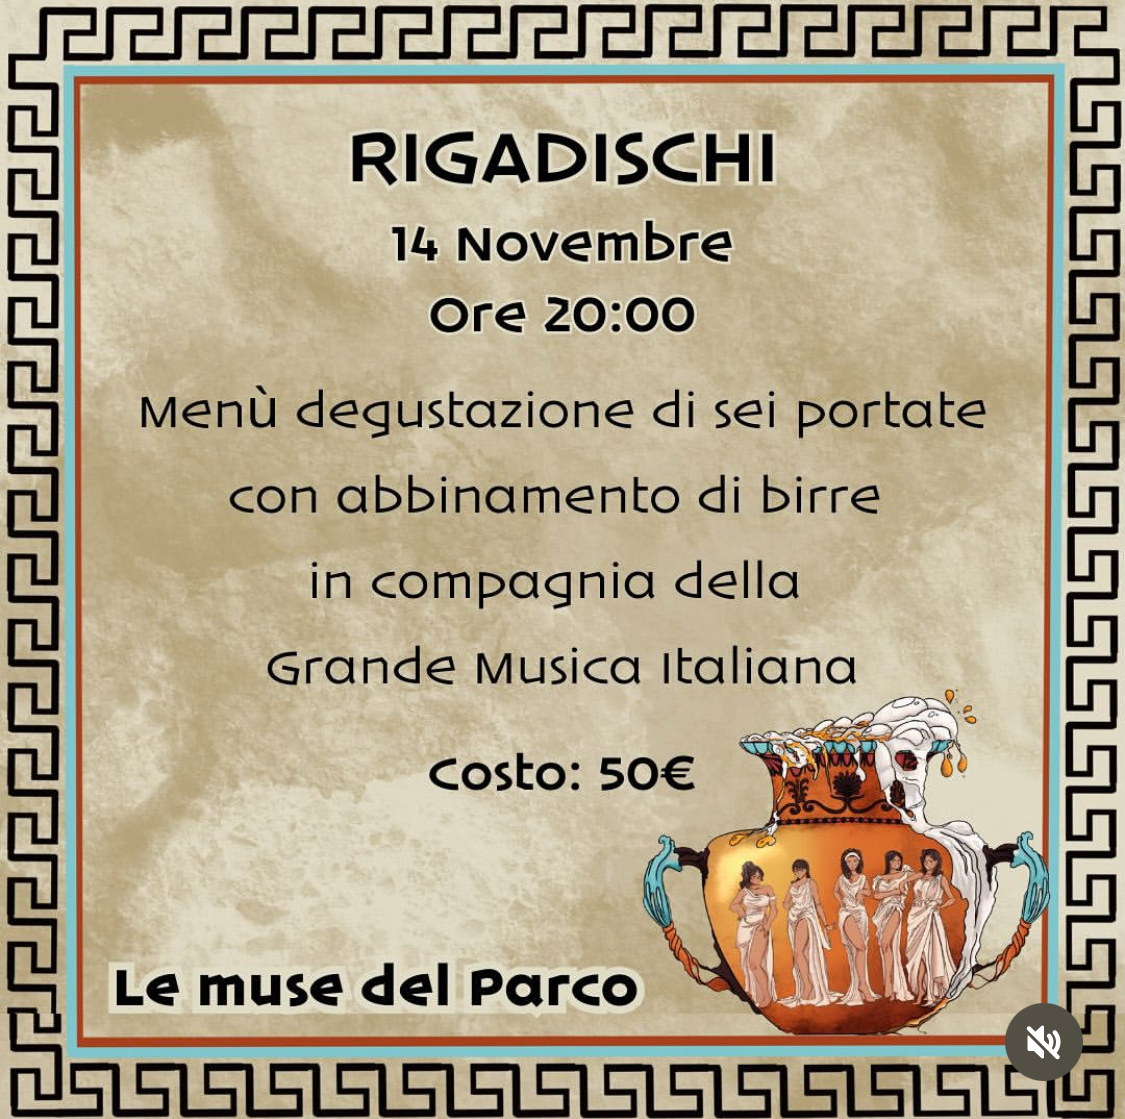 RIGADISCHI
14 Novembre
Ore 20:00
Menù degustazione di sei portate
con abbinamento di birre
in compagnia della
Grande Musica Italiana
Costo: 50€
Le muse del Parco